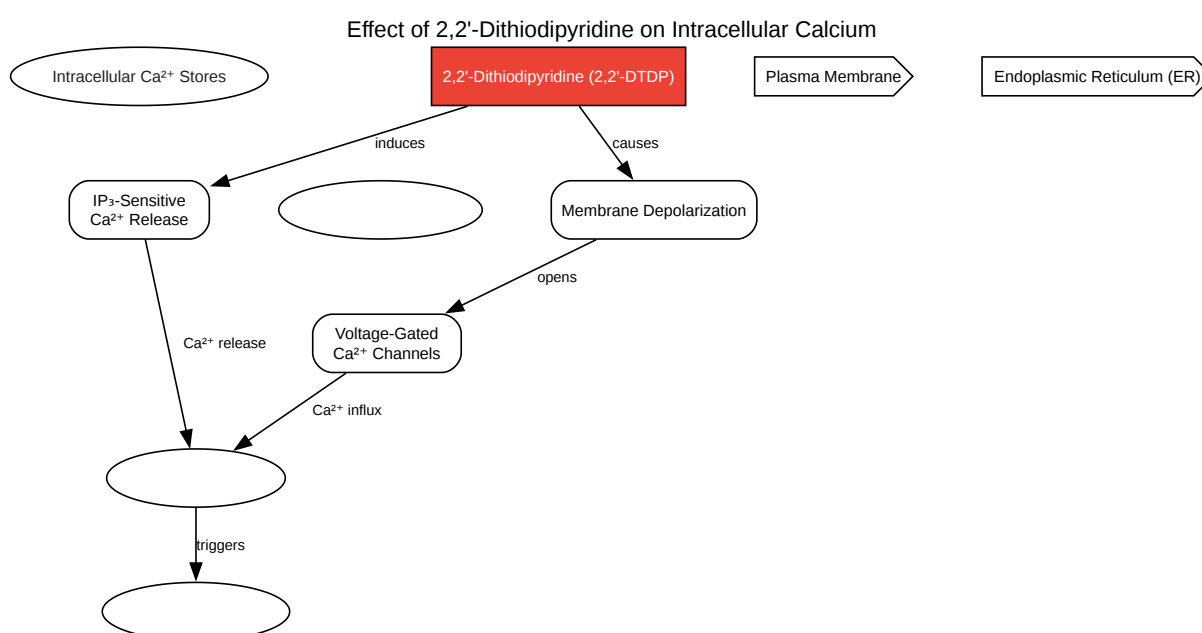 Effect of 2,2'-Dithiodipyridine on Intracellular Calcium
Intracellular Ca²⁺ Stores
2,2'-Dithiodipyridine (2,2'-DTDP)
Plasma Membrane
Endoplasmic Reticulum (ER)
induces
causes
IP₃-Sensitive
Ca²⁺ Release
Membrane Depolarization
opens
Voltage-Gated
Ca²⁺ Channels
Ca²⁺ release
Ca²⁺ influx
triggers